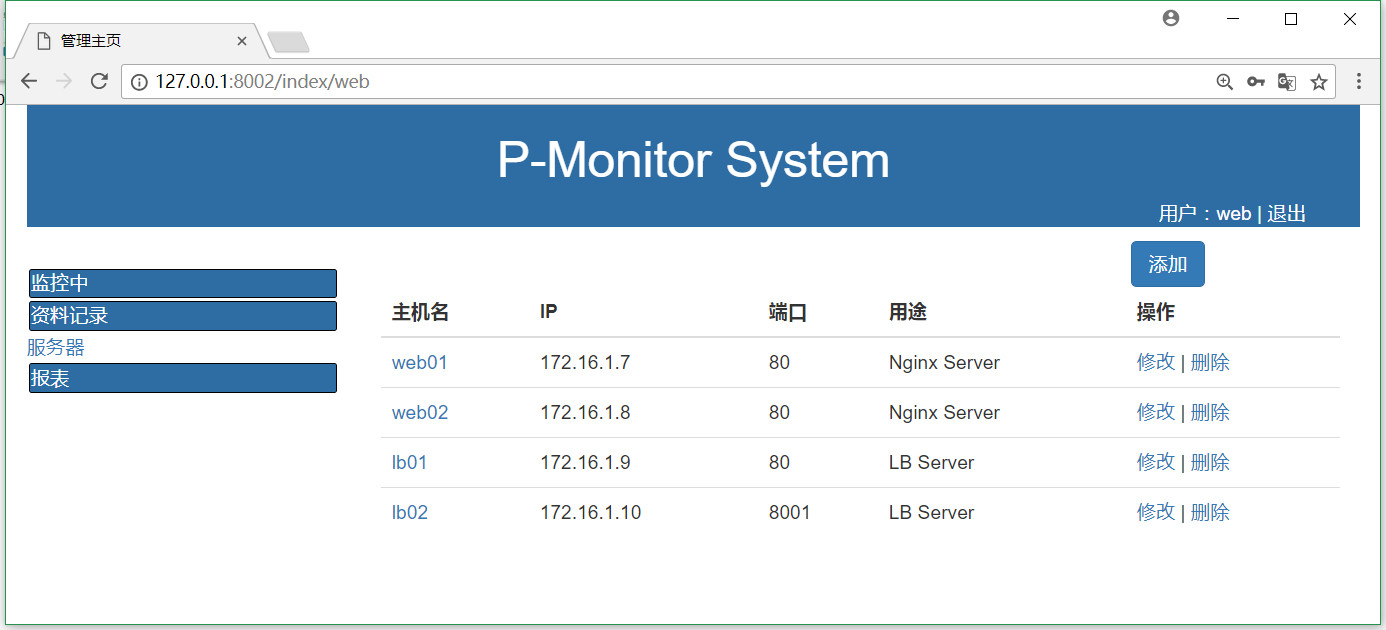 管理主页
127.0.0.1:8002/index/web
P-Monitor System
用户：web | 退出
添加
监控中
资料记录
服务器
报表
主机名 IP 端口 用途 操作
web01 172.16.1.7 80 Nginx Server 修改 | 删除
web02 172.16.1.8 80 Nginx Server 修改 | 删除
lb01 172.16.1.9 80 LB Server 修改 | 删除
lb02 172.16.1.10 8001 LB Server 修改 | 删除